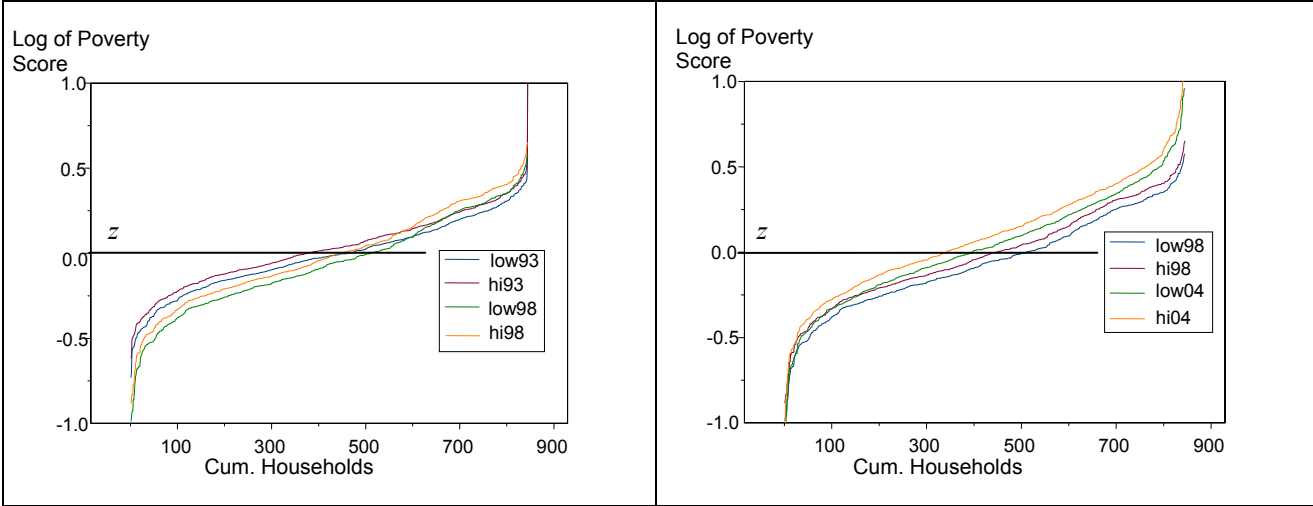 Log of Poverty
Score
1.0
0.5
z
0.0
-0.5
-1.0
low93
hi93
low98
hi98
100 300 500 700 900
Cum. Households
Log of Poverty
Score
1.0
0.5
z
0.0
-0.5
-1.0
low98
hi98
low04
hi04
100 300 500 700 900
Cum. Households